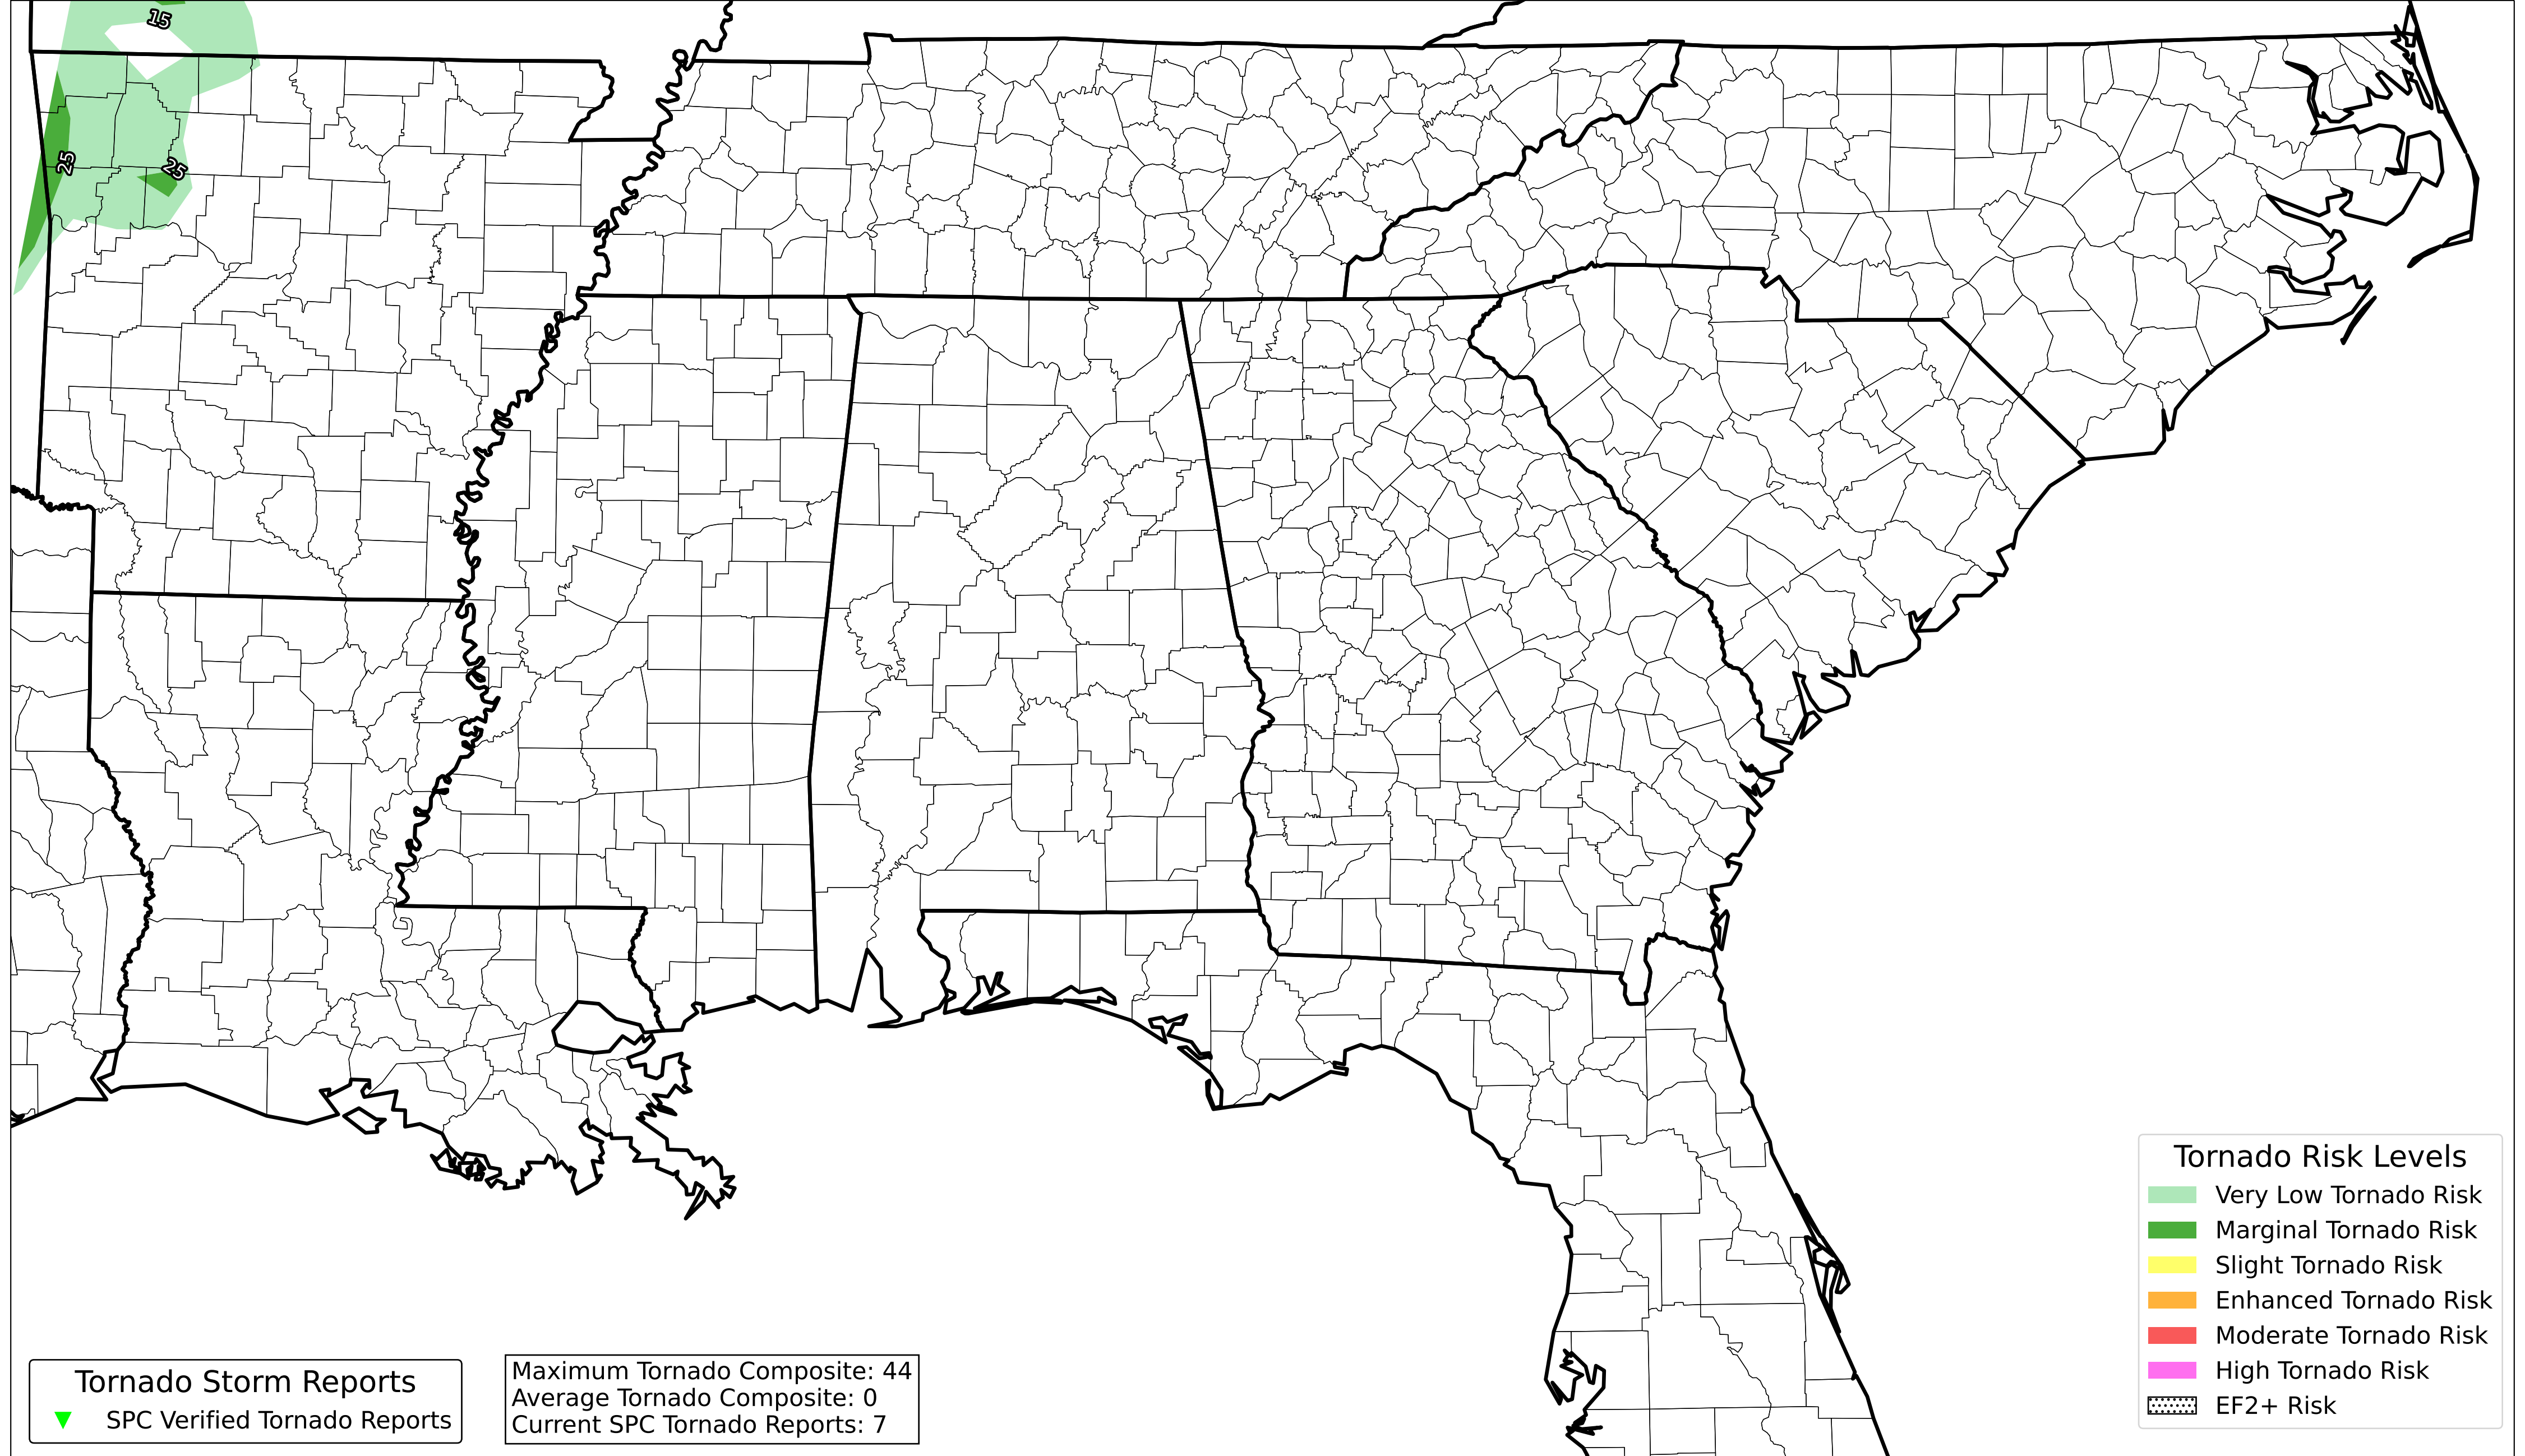 15
25
25
Tornado Risk Levels
Very Low Tornado Risk
Marginal Tornado Risk
Slight Tornado Risk
Enhanced Tornado Risk
Moderate Tornado Risk
High Tornado Risk
EF2+ Risk
Tornado Storm Reports
SPC Verified Tornado Reports
Maximum Tornado Composite: 44
Average Tornado Composite: 0
Current SPC Tornado Reports: 7